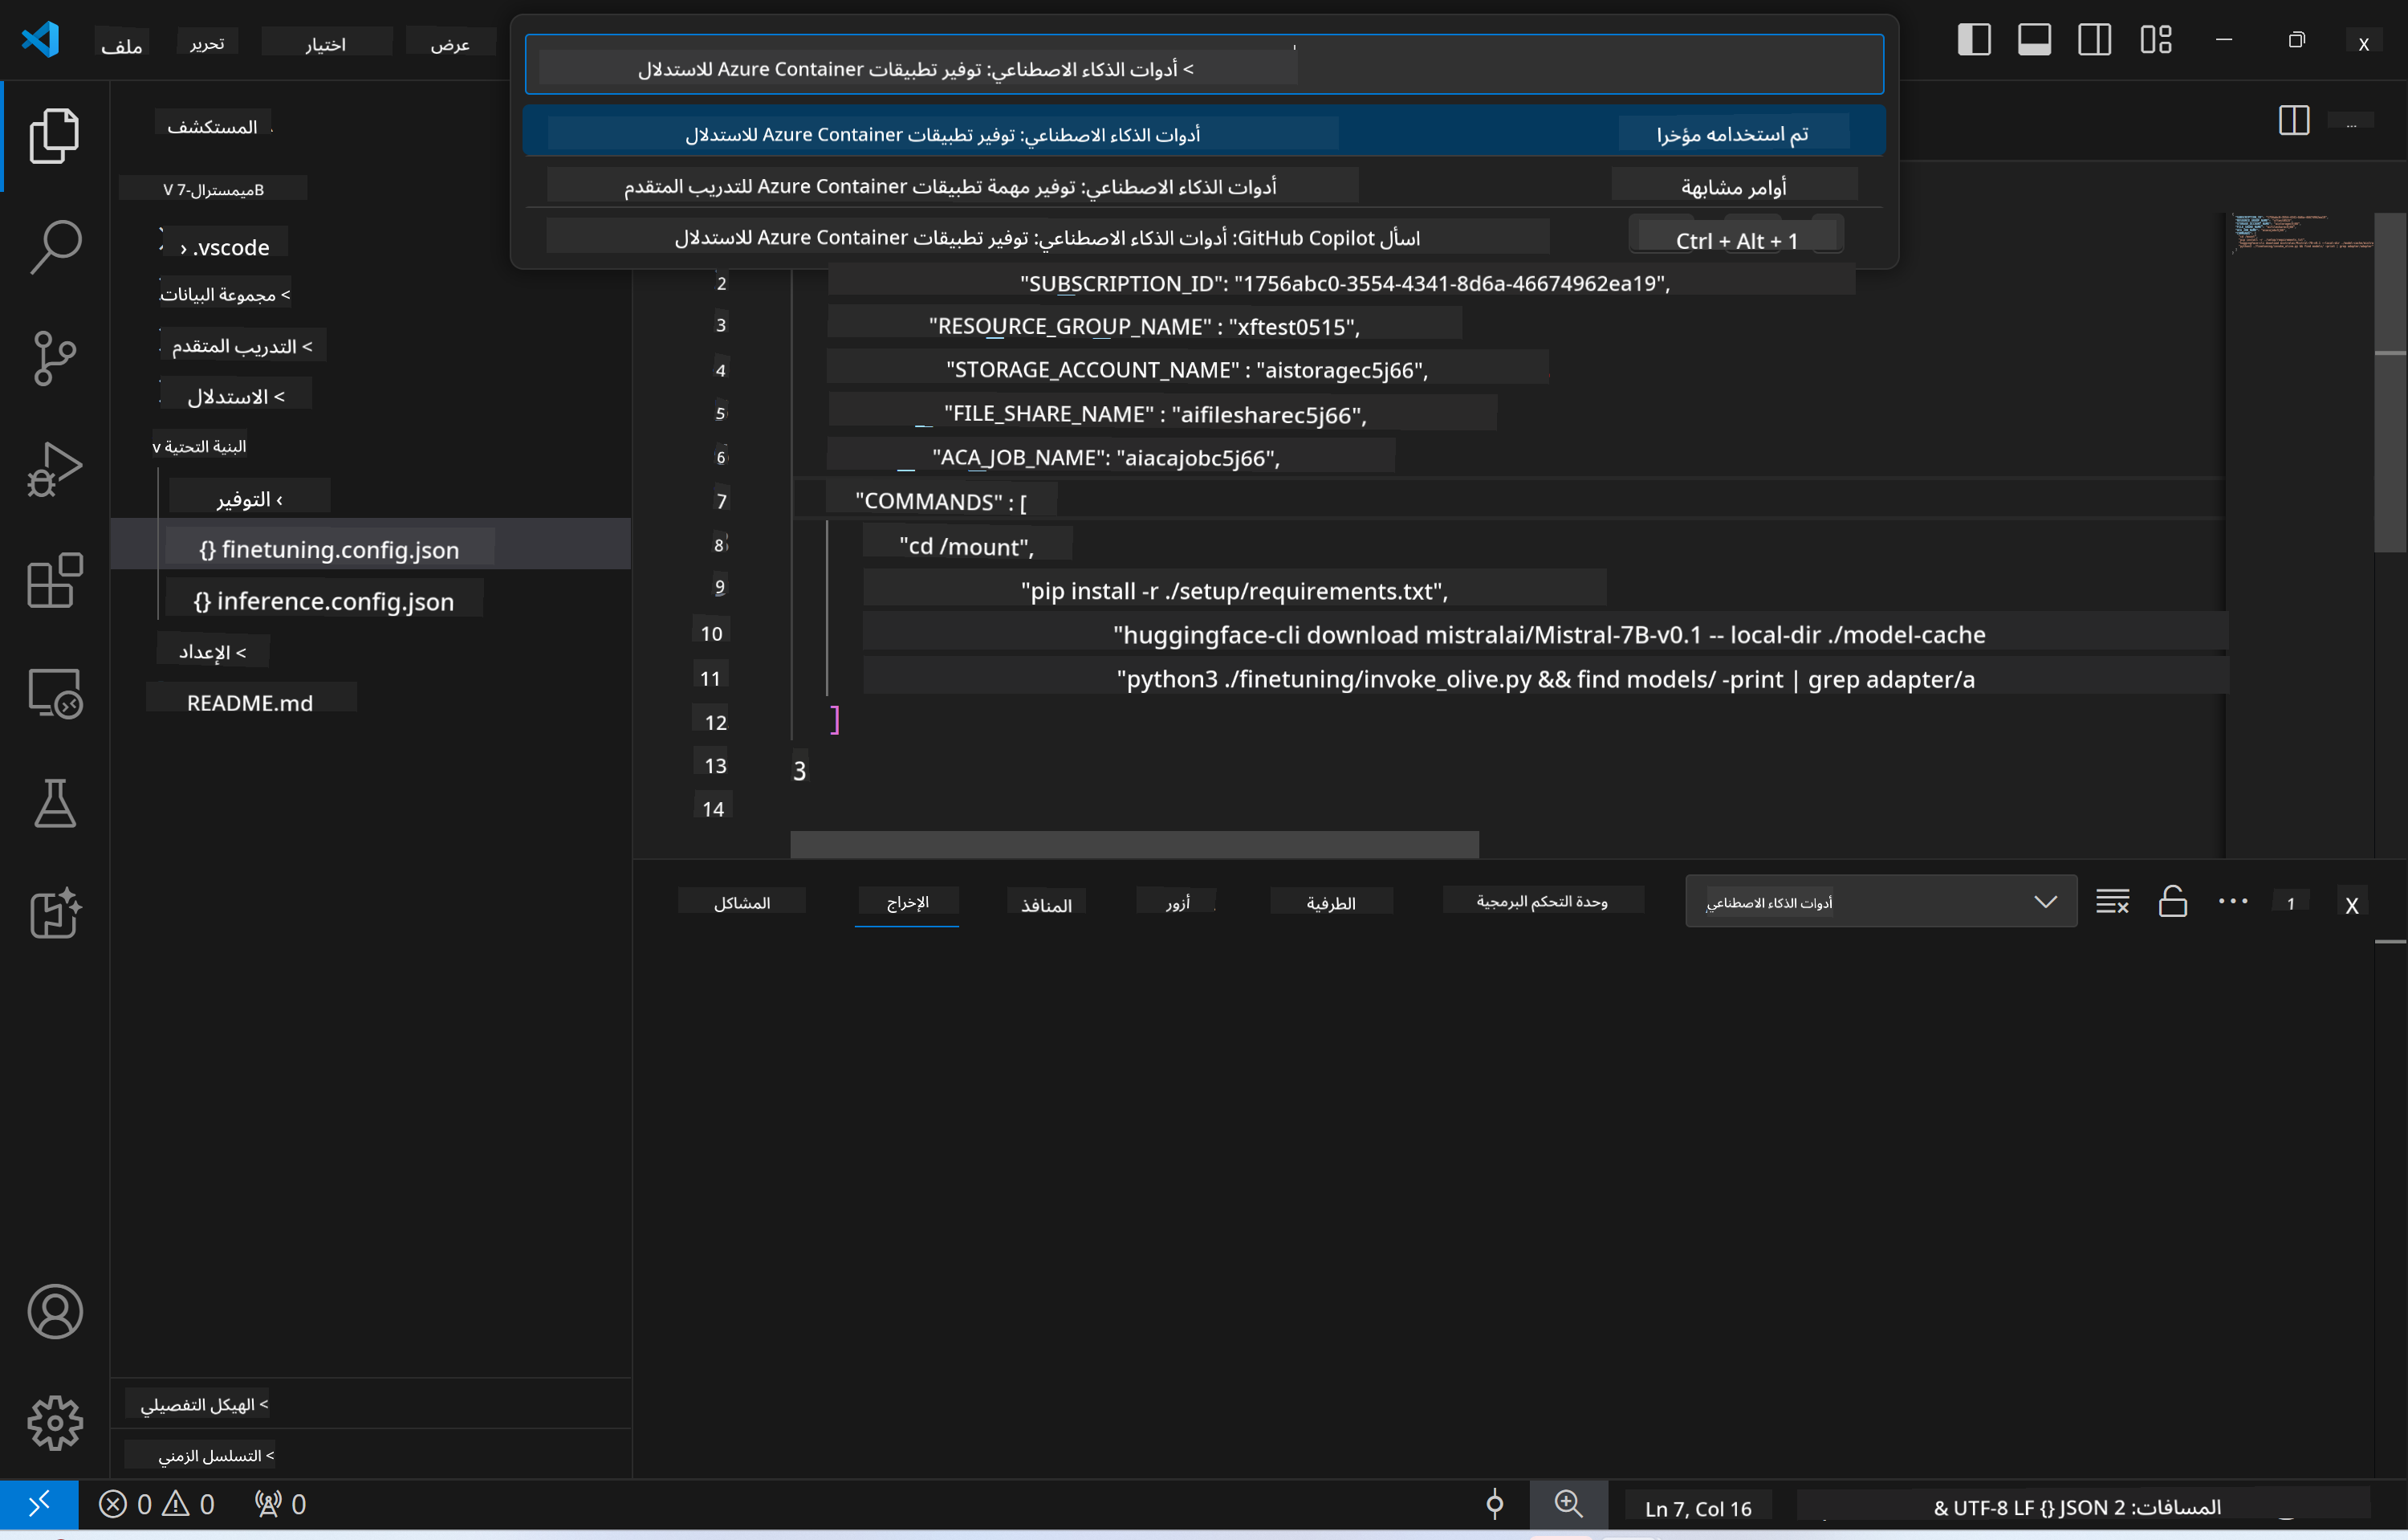 ملف تحرير اختيار عرض
> أدوات الذكاء الاصطناعي: توفير تطبيقات Azure Container للاستدلال
أدوات الذكاء الاصطناعي: توفير تطبيقات Azure Container للاستدلال تم استخدامه مؤخرا
أدوات الذكاء الاصطناعي: توفير مهمة تطبيقات Azure Container للتدريب المتقدم أوامر مشابهة
اسأل GitHub Copilot: أدوات الذكاء الاصطناعي: توفير تطبيقات Azure Container للاستدلال Ctrl + Alt + 1
x
...
المستكشف
V 7-ميمسترالB
› .vscode
> مجموعة البيانات
> التدريب المتقدم
> الاستدلال
v البنية التحتية
› التوفير
{} finetuning.config.json
{} inference.config.json
> الإعداد
README.md
> الهيكل التفصيلي
> التسلسل الزمني
2 "SUBSCRIPTION_ID": "1756abc0-3554-4341-8d6a-46674962ea19",
3 "RESOURCE_GROUP_NAME" : "xftest0515",
4 "STORAGE_ACCOUNT_NAME" : "aistoragec5j66",
5 "FILE_SHARE_NAME" : "aifilesharec5j66",
6 "ACA_JOB_NAME": "aiacajobc5j66",
7 "COMMANDS" : [
8 "cd /mount",
9 "pip install -r ./setup/requirements.txt",
10 "huggingface-cli download mistralai/Mistral-7B-v0.1 -- local-dir ./model-cache
11 "python3 ./finetuning/invoke_olive.py && find models/ -print | grep adapter/a
12 ]
13 3
14
المشاكل الإخراج المنافذ أزور الطرفية وحدة التحكم البرمجية أدوات الذكاء الاصطناعي 1 X
0 0 0 Ln 7, Col 16 المسافات: 2 UTF-8 LF {} JSON &